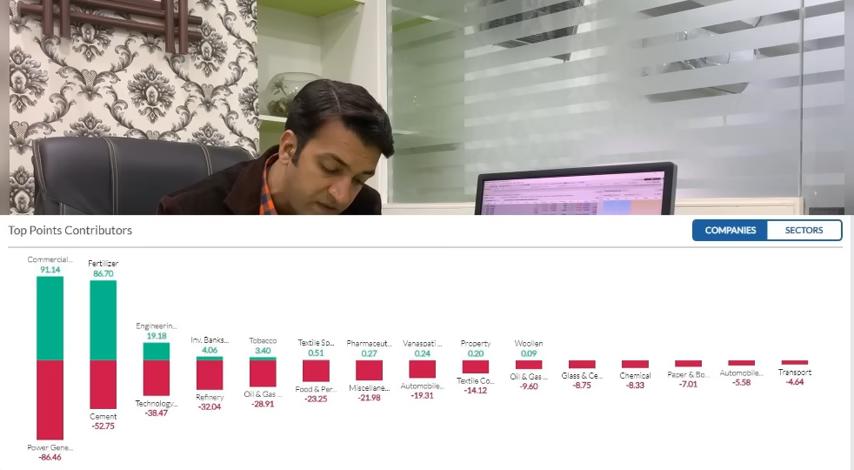 Top Points Contributors
COMPANIES
SECTORS
Commercial...
91.14
Fertilizer
86.70
Engineerin...
19.18
Inv. Banks...
4.06
Tobacco
3.40
Textile Sp...
0.51
Pharmaceut...
0.27
Vanaspati ...
0.24
Property
0.20
Woollen
0.09
Power Gene...
-86.46
Cement
-52.75
Technology...
-38.47
Refinery
-32.04
Oil & Gas ...
-28.91
Food & Per...
-23.25
Miscellane...
-21.98
Automobile...
-19.31
Textile Co...
-14.12
Oil & Gas ...
-9.60
Glass & Ce...
-8.75
Chemical
-8.33
Paper & Bo...
-7.01
Automobile...
-5.58
Transport
-4.64